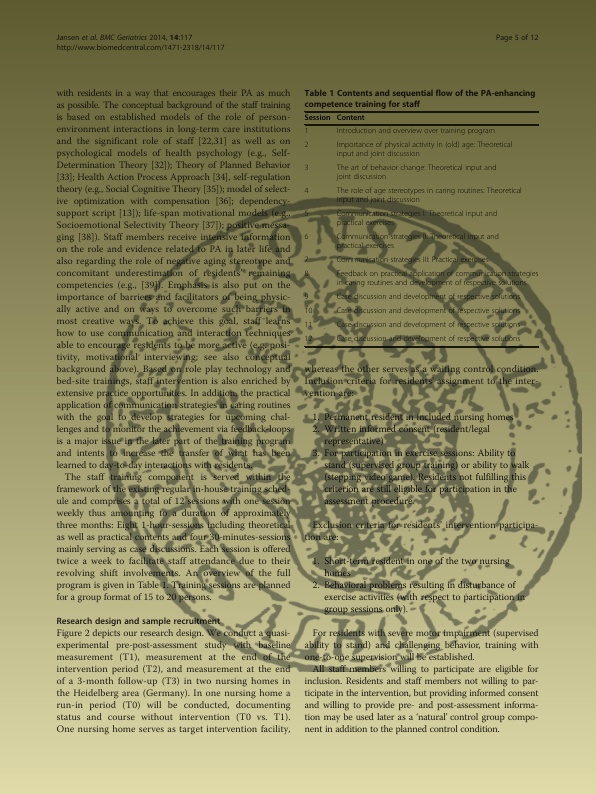 Jansen et al. BMC Geriatrics 2014, 14:117
http://www.biomedcentral.com/1471-2318/14/117
Page 5 of 12
with residents in a way that encourages their PA as much
as possible. The conceptual background of the staff training
is based on established models of the role of person-
environment interactions in long-term care institutions
and the significant role of staff [22,31] as well as on
psychological models of health psychology (e.g., Self-
Determination Theory [32]); Theory of Planned Behavior
[33]; Health Action Process Approach [34], self-regulation
theory (e.g., Social Cognitive Theory [35]); model of select-
ive optimization with compensation [36]; dependency-
support script [13]); life-span motivational models (e.g.,
Socioemotional Selectivity Theory [37]); positive messa-
ging [38]). Staff members receive intensive information
on the role and evidence related to PA in later life and
also regarding the role of negative aging stereotype and
concomitant underestimation of residents' remaining
competencies (e.g., [39]). Emphasis is also put on the
importance of barriers and facilitators of being physic-
ally active and on ways to overcome such barriers in
most creative ways. To achieve this goal, staff learns
how to use communication and interaction techniques
able to encourage residents to be more active (e.g., posi-
tivity, motivational interviewing; see also conceptual
background above). Based on role play technology and
bed-site trainings, staff intervention is also enriched by
extensive practice opportunities. In addition, the practical
application of communication strategies in caring routines
with the goal to develop strategies for upcoming chal-
lenges and to monitor the achievement via feedback-loops
is a major issue in the later part of the training program
and intents to increase the transfer of what has been
learned to day-to-day interactions with residents.
The staff training component is served within the
framework of the existing regular in-house training sched-
ule and comprises a total of 12 sessions with one session
weekly thus amounting to a duration of approximately
three months: Eight 1-hour-sessions including theoretical
as well as practical contents and four 30-minutes-sessions
mainly serving as case discussions. Each session is offered
twice a week to facilitate staff attendance due to their
revolving shift involvements. An overview of the full
program is given in Table 1. Training sessions are planned
for a group format of 15 to 20 persons.
Research design and sample recruitment
Figure 2 depicts our research design. We conduct a quasi-
experimental pre-post-assessment study with baseline
measurement (T1), measurement at the end of the
intervention period (T2), and measurement at the end
of a 3-month follow-up (T3) in two nursing homes in
the Heidelberg area (Germany). In one nursing home a
run-in period (T0) will be conducted, documenting
status and course without intervention (T0 vs. T1).
One nursing home serves as target intervention facility,
Table 1 Contents and sequential flow of the PA-enhancing
competence training for staff
Session Content
1 Introduction and overview over training program
2 Importance of physical activity in (old) age: Theoretical
input and joint discussion
3 The art of behavior change: Theoretical input and
joint discussion
4 The role of age stereotypes in caring routines: Theoretical
input and joint discussion
5 Communication strategies I: Theoretical input and
practical exercises
6 Communication strategies II: Theoretical input and
practical exercises
7 Communication strategies III: Practical exercises
8 Feedback on practical application of communication strategies
in caring routines and development of respective solutions
9 Case discussion and development of respective solutions
10 Case discussion and development of respective solutions
11 Case discussion and development of respective solutions
12 Case discussion and development of respective solutions
whereas the other serves as a waiting control condition.
Inclusion criteria for residents' assignment to the inter-
vention are:
1. Permanent resident in included nursing homes
2. Written informed consent (resident/legal
representative)
3. For participation in exercise sessions: Ability to
stand (supervised group training) or ability to walk
(stepping video game). Residents not fulfilling this
criterion are still eligible for participation in the
assessment procedure.
Exclusion criteria for residents' intervention participa-
tion are:
1. Short-term resident in one of the two nursing
homes
2. Behavioral problems resulting in disturbance of
exercise activities (with respect to participation in
group sessions only).
For residents with severe motor impairment (supervised
ability to stand) and challenging behavior, training with
one-to-one supervision will be established.
All staff members willing to participate are eligible for
inclusion. Residents and staff members not willing to par-
ticipate in the intervention, but providing informed consent
and willing to provide pre- and post-assessment informa-
tion may be used later as a 'natural' control group compo-
nent in addition to the planned control condition.